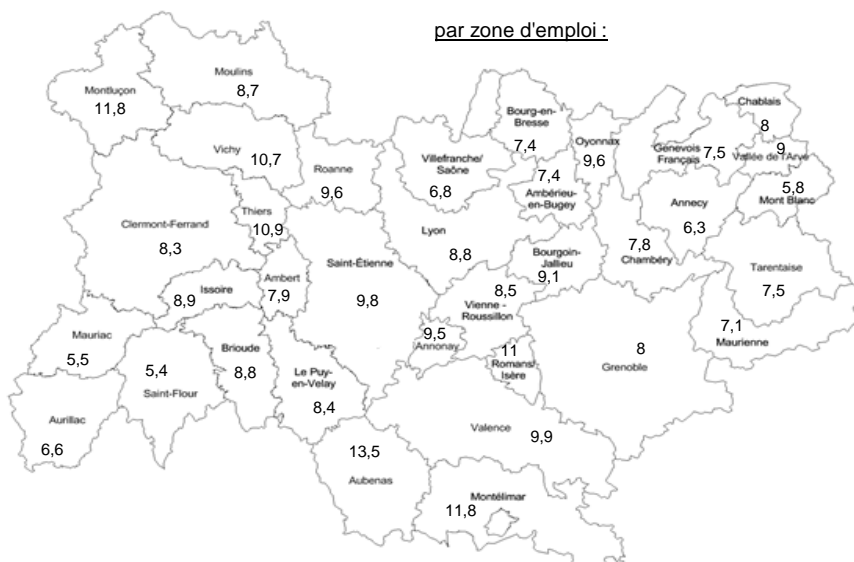 par zone d'emploi :
Moulins
8,7
Montluçon
11,8
Vichy
10,7
Roanne
9,6
Villefranche/
Saône
6,8
Bourg-en-
Bresse
7,4
Oyonnax
9,6
7,4
Ambérieu-
en-Bugey
Genevois
Français
7,5
Chablais
8
9
Vallée de l'Arve
5,8
Mont Blanc
Annecy
6,3
Clermont-Ferrand
8,3
Thiers
10,9
Lyon
8,8
Bourgoin-
Jallieu
9,1
7,8
Chambéry
Tarentaise
7,5
Issoire
8,9
Ambert
7,9
Saint-Étienne
9,8
8,5
Vienne -
Roussillon
7,1
Maurienne
Mauriac
5,5
5,4
Saint-Flour
Brioude
8,8
Le Puy-
en-Velay
8,4
9,5
Annonay
11
Romans/
Isère
8
Grenoble
Aurillac
6,6
Valence
9,9
13,5
Aubenas
Montélimar
11,8